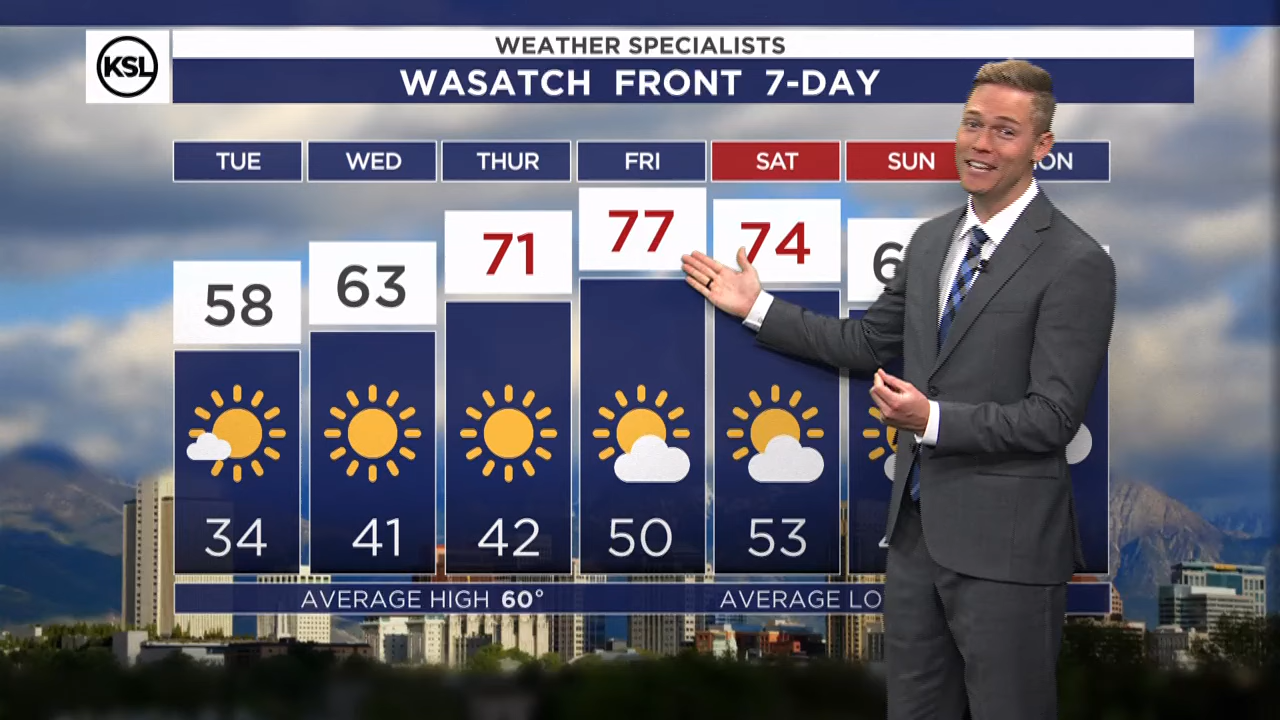 KSL
WEATHER SPECIALISTS
WASATCH FRONT 7-DAY
TUE WED THUR FRI SAT SUN
58 63 71 77 74
34 41 42 50 53
AVERAGE HIGH 60° AVERAGE